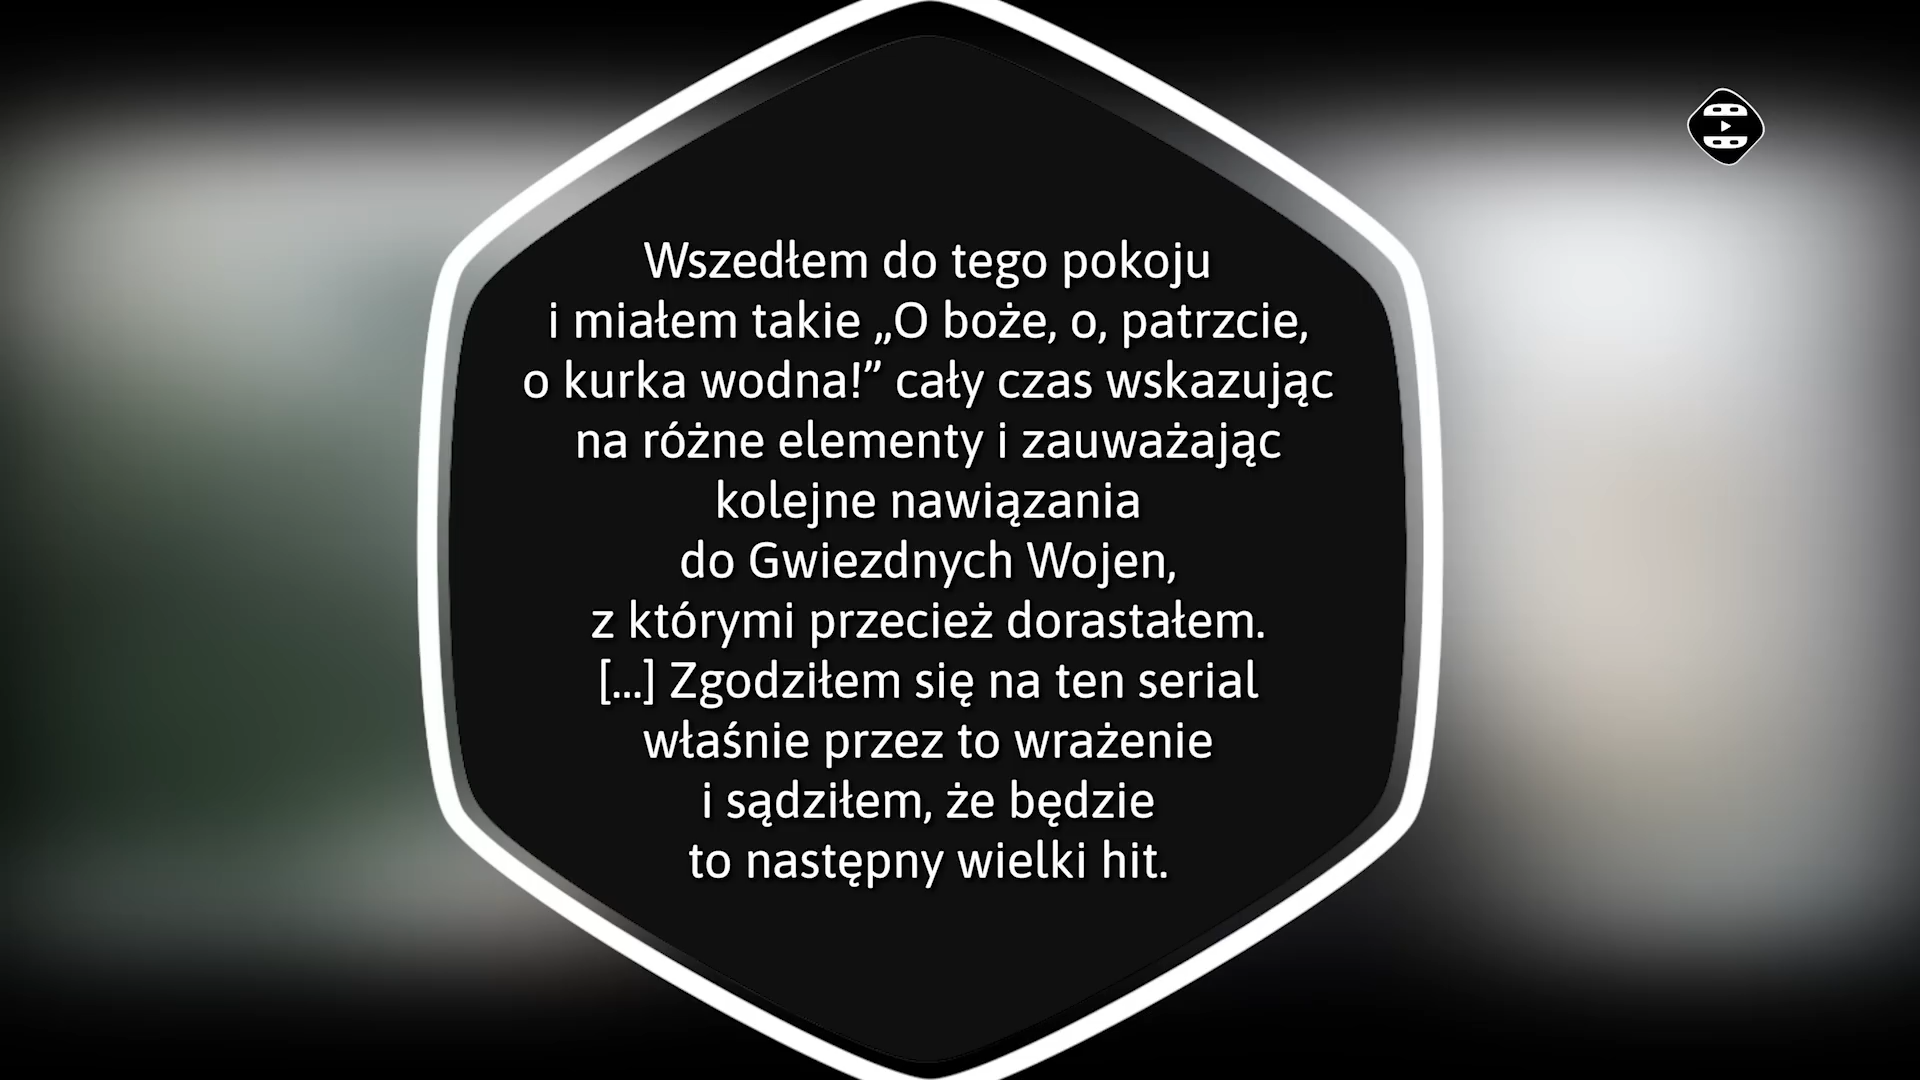 Wszedłem do tego pokoju
i miałem takie „O boże, o, patrzcie,
o kurka wodna!” cały czas wskazując
na różne elementy i zauważając
kolejne nawiązania
do Gwiezdnych Wojen,
z którymi przecież dorastałem.
[...] Zgodziłem się na ten serial
właśnie przez to wrażenie
i sądziłem, że będzie
to następny wielki hit.